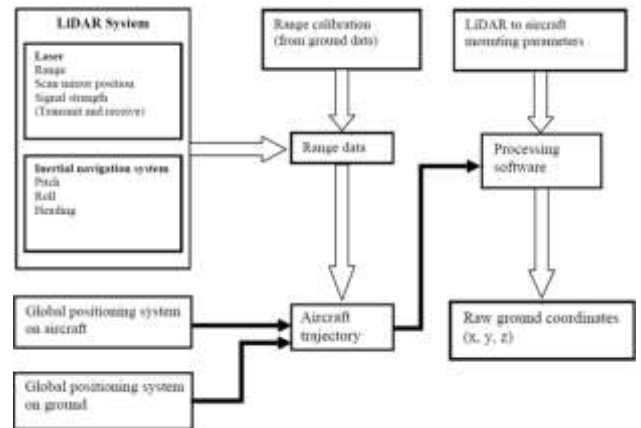 LiDAR System
Laser
Range
Scan mirror position
Signal strength
(Transmit and receive)
Inertial navigation system
Pitch
Roll
Heading
Range calibration
(from ground data)
LiDAR to aircraft
mounting parameters
Range data
Processing
software
Global positioning system
on aircraft
Aircraft
trajectory
Raw ground coordinates
(x, y, z)
Global positioning system
on ground